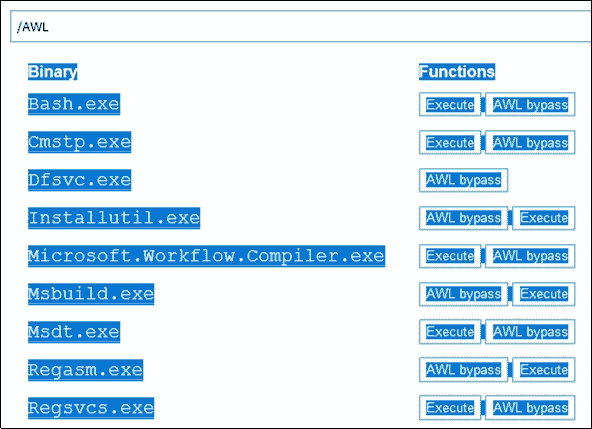 /AWL
Binary Functions
Bash.exe Execute AWL bypass
Cmstp.exe Execute AWL bypass
Dfsvc.exe AWL bypass
Installutil.exe AWL bypass Execute
Microsoft.Workflow.Compiler.exe Execute AWL bypass
Msbuild.exe AWL bypass Execute
Msdt.exe Execute AWL bypass
Regasm.exe AWL bypass Execute
Regsvcs.exe Execute AWL bypass